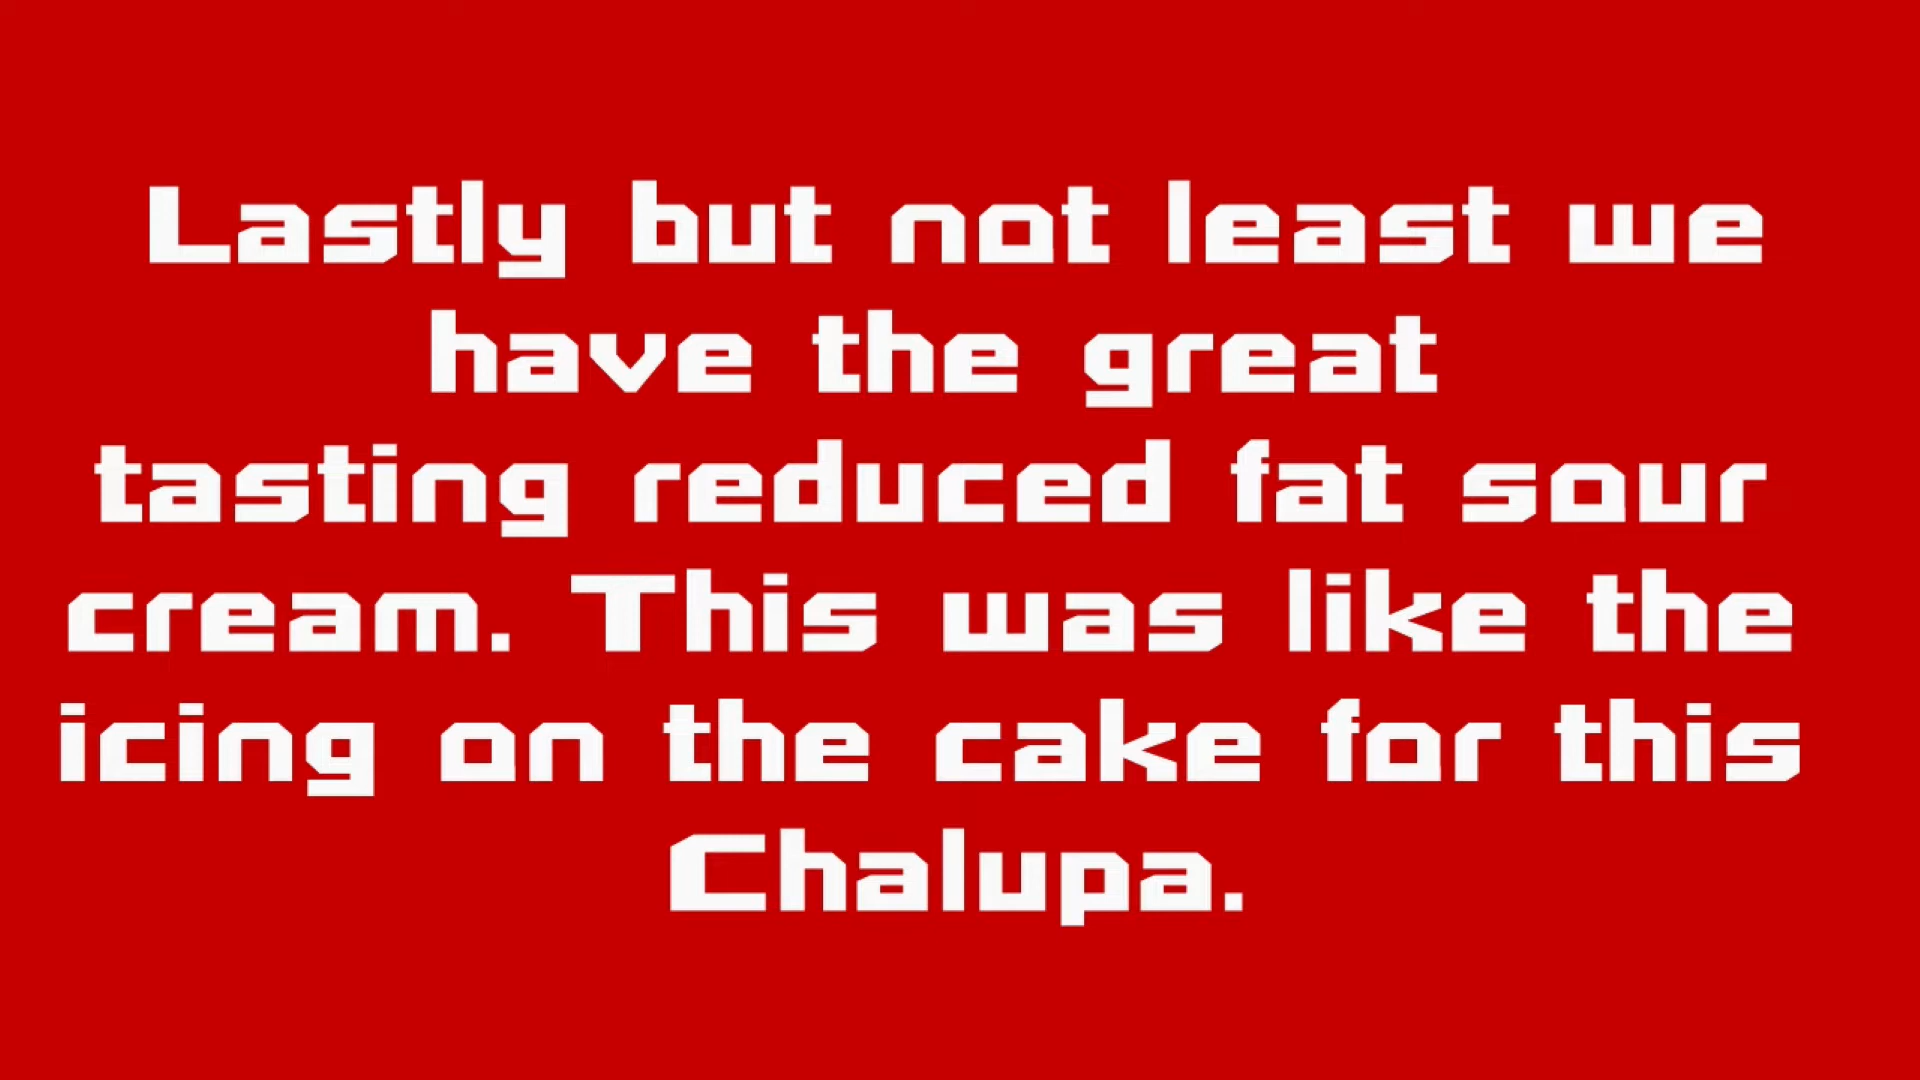 Lastly but not least we
have the great
tasting reduced fat sour
cream. This was like the
icing on the cake for this
Chalupa.